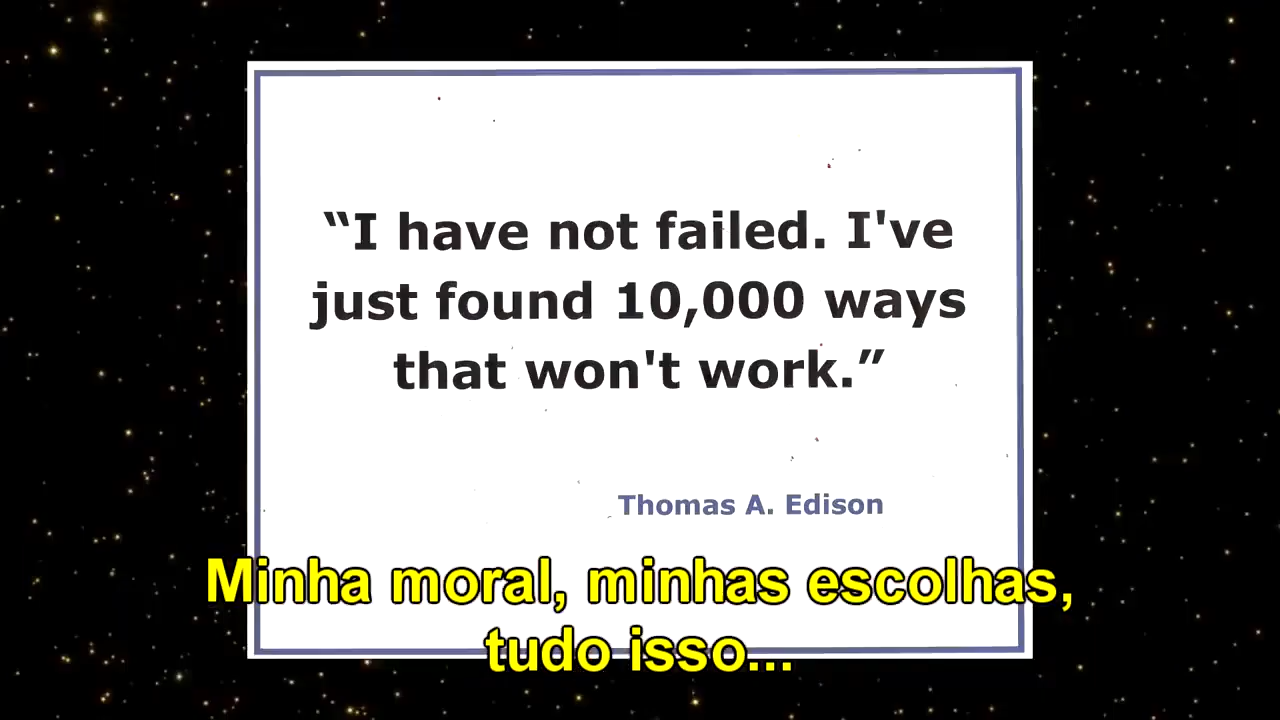 “I have not failed. I've
just found 10,000 ways
that won't work.”
Thomas A. Edison
Minha moral, minhas escolhas,
tudo isso...